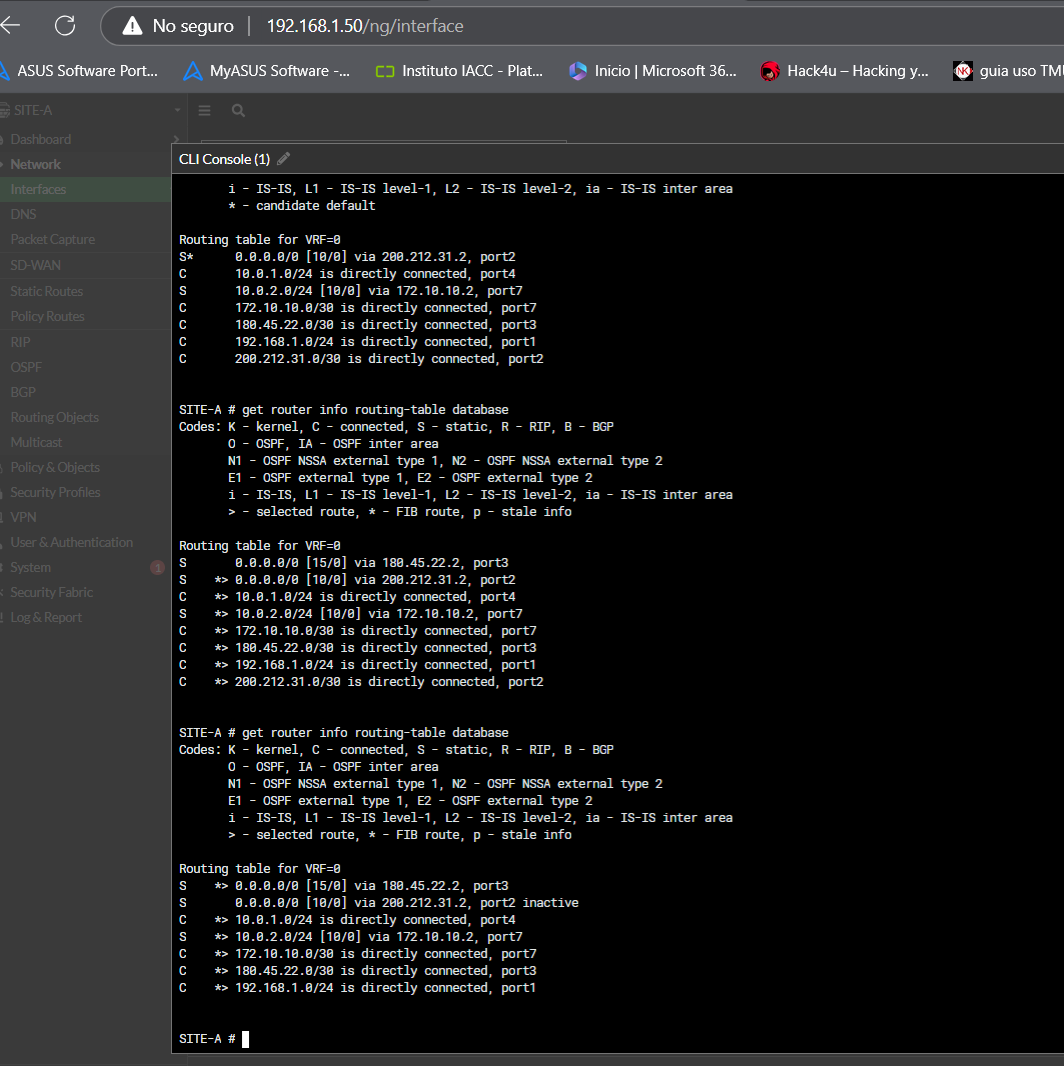 No seguro
192.168.1.50/ng/interface
ASUS Software Port...
MyASUS Software -...
Instituto IACC - Plat...
Inicio | Microsoft 36...
Hack4u – Hacking y...
NK
guia uso TMU
SITE-A
Dashboard
Network
Interfaces
DNS
Packet Capture
SD-WAN
Static Routes
Policy Routes
RIP
OSPF
BGP
Routing Objects
Multicast
Policy & Objects
Security Profiles
VPN
User & Authentication
System
1
Security Fabric
Log & Report
CLI Console (1)
i - IS-IS, L1 - IS-IS level-1, L2 - IS-IS level-2, ia - IS-IS inter area
* - candidate default
Routing table for VRF=0
S* 0.0.0.0/0 [10/0] via 200.212.31.2, port2
C 10.0.1.0/24 is directly connected, port4
S 10.0.2.0/24 [10/0] via 172.10.10.2, port7
C 172.10.10.0/30 is directly connected, port7
C 180.45.22.0/30 is directly connected, port3
C 192.168.1.0/24 is directly connected, port1
C 200.212.31.0/30 is directly connected, port2
SITE-A # get router info routing-table database
Codes: K - kernel, C - connected, S - static, R - RIP, B - BGP
O - OSPF, IA - OSPF inter area
N1 - OSPF NSSA external type 1, N2 - OSPF NSSA external type 2
E1 - OSPF external type 1, E2 - OSPF external type 2
i - IS-IS, L1 - IS-IS level-1, L2 - IS-IS level-2, ia - IS-IS inter area
> - selected route, * - FIB route, p - stale info
Routing table for VRF=0
S 0.0.0.0/0 [15/0] via 180.45.22.2, port3
S *> 0.0.0.0/0 [10/0] via 200.212.31.2, port2
C *> 10.0.1.0/24 is directly connected, port4
S *> 10.0.2.0/24 [10/0] via 172.10.10.2, port7
C *> 172.10.10.0/30 is directly connected, port7
C *> 180.45.22.0/30 is directly connected, port3
C *> 192.168.1.0/24 is directly connected, port1
C *> 200.212.31.0/30 is directly connected, port2
SITE-A # get router info routing-table database
Codes: K - kernel, C - connected, S - static, R - RIP, B - BGP
O - OSPF, IA - OSPF inter area
N1 - OSPF NSSA external type 1, N2 - OSPF NSSA external type 2
E1 - OSPF external type 1, E2 - OSPF external type 2
i - IS-IS, L1 - IS-IS level-1, L2 - IS-IS level-2, ia - IS-IS inter area
> - selected route, * - FIB route, p - stale info
Routing table for VRF=0
S *> 0.0.0.0/0 [15/0] via 180.45.22.2, port3
S 0.0.0.0/0 [10/0] via 200.212.31.2, port2 inactive
C *> 10.0.1.0/24 is directly connected, port4
S *> 10.0.2.0/24 [10/0] via 172.10.10.2, port7
C *> 172.10.10.0/30 is directly connected, port7
C *> 180.45.22.0/30 is directly connected, port3
C *> 192.168.1.0/24 is directly connected, port1
SITE-A #